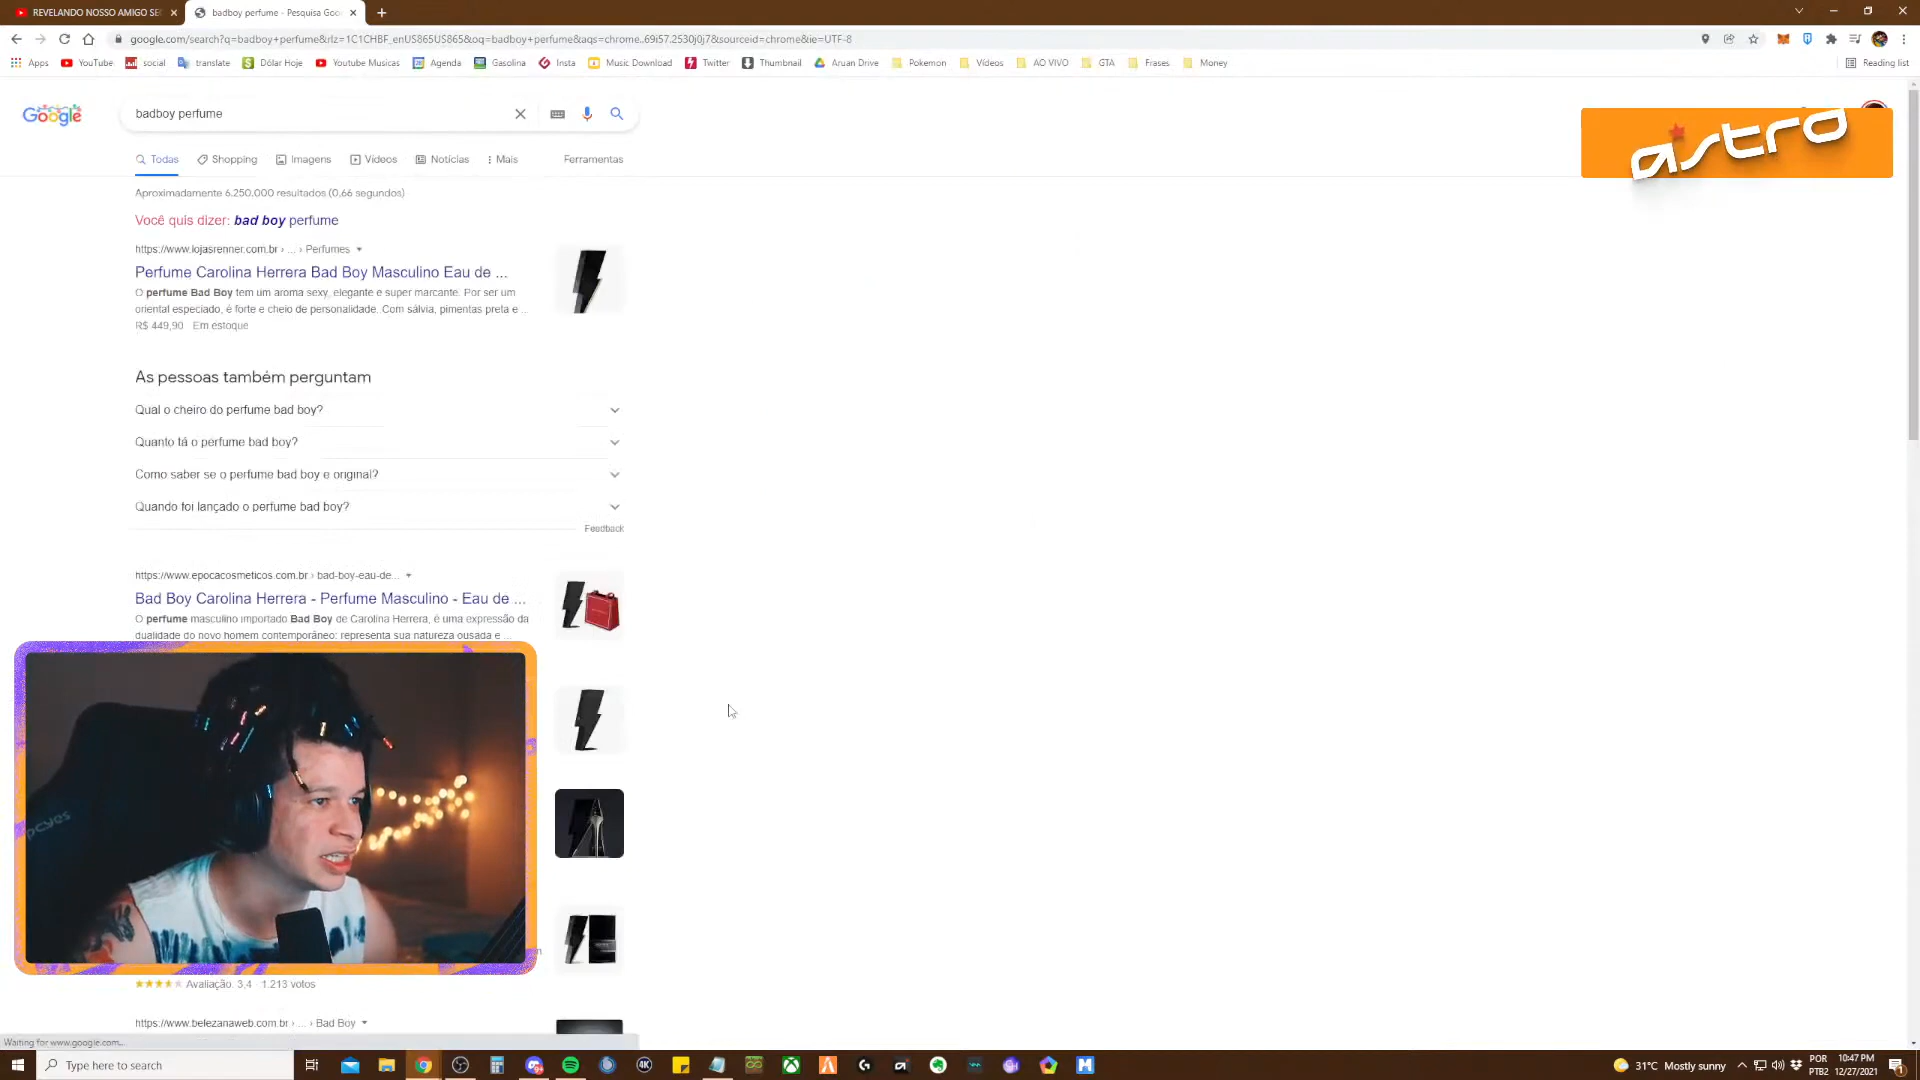 REVELANDO NOSSO AMIGO SE
badboy perfume - Pesquisa Goo
google.com/search?q=badboy+perfume&rlz=1C1CHBF_enUS865US865&oq=badboy+perfume&aqs=chrome..69i57.2530j0j7&sourceid=chrome&ie=UTF-8
Apps YouTube social translate Dólar Hoje Youtube Musicas Agenda Gasolina Insta Music Download Twitter Thumbnail Aruan Drive Pokemon Vídeos AO VIVO GTA Frases Money Reading list
Google badboy perfume
astro
Todas Shopping Imagens Vídeos Notícias Mais Ferramentas
Aproximadamente 6.250.000 resultados (0,66 segundos)
Você quis dizer: bad boy perfume
https://www.lojasrenner.com.br › ... › Perfumes
Perfume Carolina Herrera Bad Boy Masculino Eau de ...
O perfume Bad Boy tem um aroma sexy, elegante e super marcante. Por ser um
oriental especiado, é forte e cheio de personalidade. Com sálvia, pimentas preta e ...
R$ 449,90 Em estoque
As pessoas também perguntam
Qual o cheiro do perfume bad boy?
Quanto tá o perfume bad boy?
Como saber se o perfume bad boy e original?
Quando foi lançado o perfume bad boy?
Feedback
https://www.epocacosmeticos.com.br › bad-boy-eau-de...
Bad Boy Carolina Herrera - Perfume Masculino - Eau de ...
O perfume masculino importado Bad Boy de Carolina Herrera, é uma expressão da
dualidade do novo homem contemporâneo: representa sua natureza ousada e ...
pcyes
Avaliação. 3,4 · 1.213 votos
https://www.belezanaweb.com.br › ... › Bad Boy
Waiting for www.google.com...
Type here to search
4K
31°C Mostly sunny
POR
PTB2
10:47 PM
12/27/2021